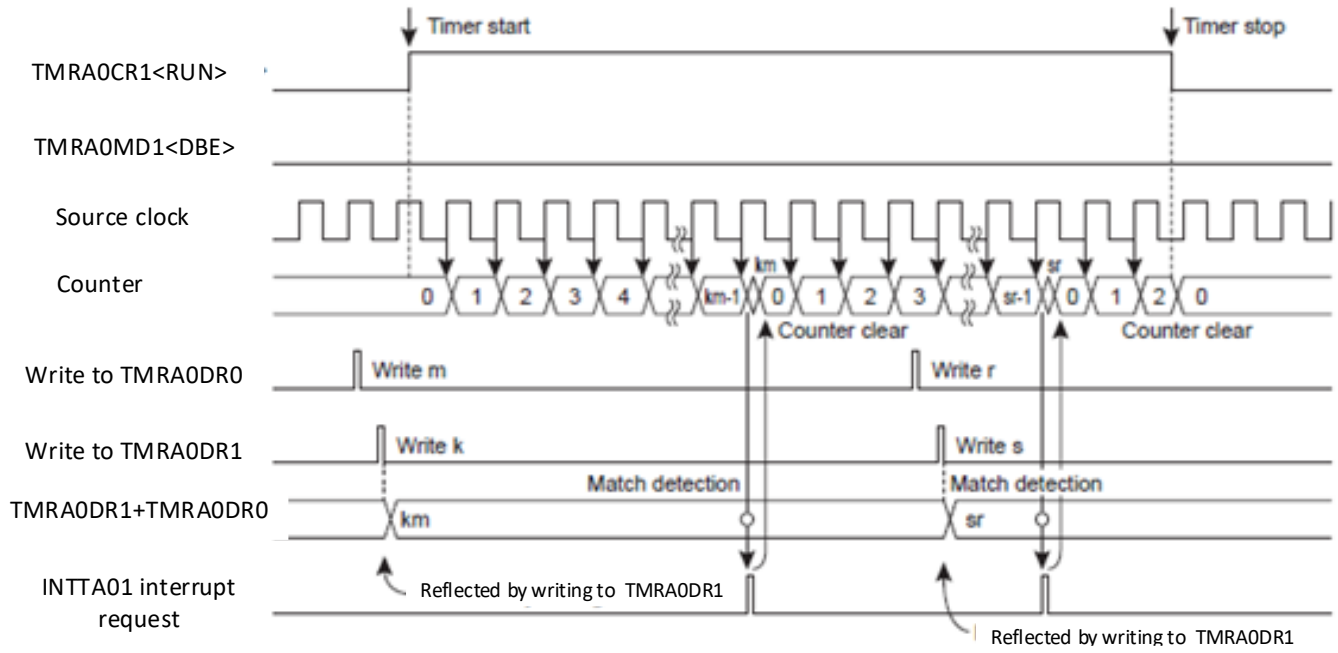 Timer start
Timer stop
TMRA0CR1<RUN>
TMRA0MD1<DBE>
Source clock
km
sr
Counter
0 1 2 3 4 km-1 0 1 2 3 sr-1 0 1 2 0
Counter clear
Counter clear
Write to TMRA0DR0
Write m
Write r
Write to TMRA0DR1
Write k
Write s
Match detection
Match detection
TMRA0DR1+TMRA0DR0
km
sr
INTTA01 interrupt
request
Reflected by writing to TMRA0DR1
Reflected by writing to TMRA0DR1